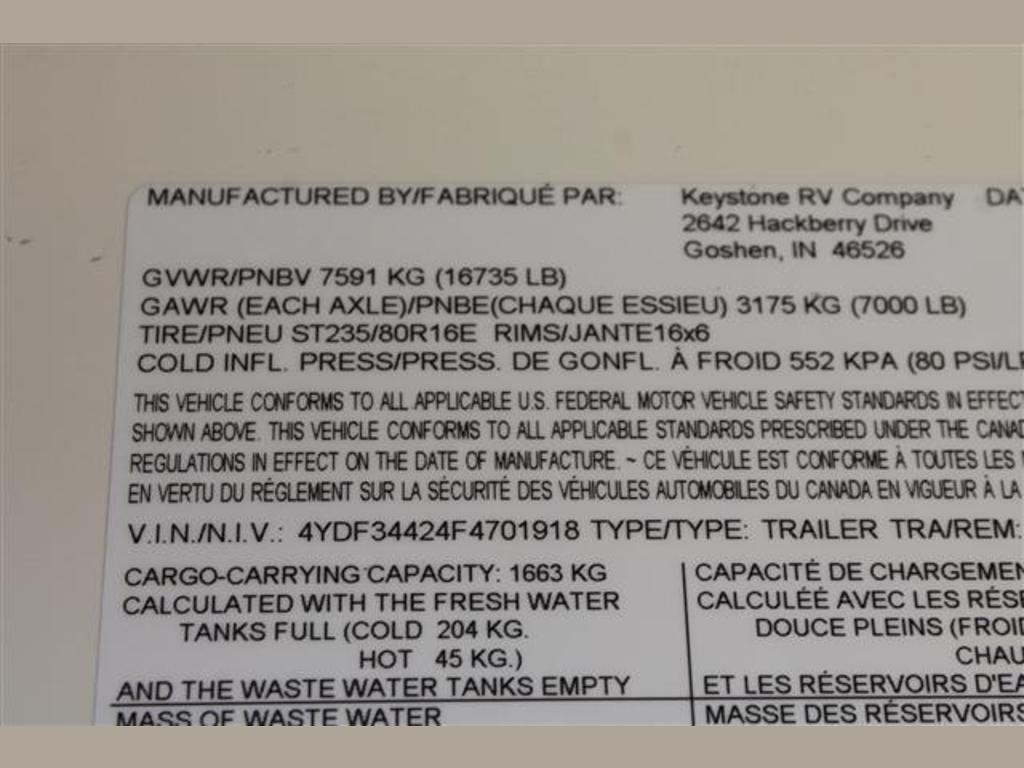 MANUFACTURED BY/FABRIQUÉ PAR: Keystone RV Company DA
2642 Hackberry Drive
Goshen, IN 46526
GVWR/PNBV 7591 KG (16735 LB)
GAWR (EACH AXLE)/PNBE(CHAQUE ESSIEU) 3175 KG (7000 LB)
TIRE/PNEU ST235/80R16E RIMS/JANTE16x6
COLD INFL. PRESS/PRESS. DE GONFL. À FROID 552 KPA (80 PSI/L
THIS VEHICLE CONFORMS TO ALL APPLICABLE U.S. FEDERAL MOTOR VEHICLE SAFETY STANDARDS IN EFFECT
SHOWN ABOVE. THIS VEHICLE CONFORMS TO ALL APPLICABLE STANDARDS PRESCRIBED UNDER THE CANAD
REGULATIONS IN EFFECT ON THE DATE OF MANUFACTURE. ~ CE VÉHICULE EST CONFORME À TOUTES LES
EN VERTU DU RÉGLEMENT SUR LA SÉCURITÉ DES VÉHICULES AUTOMOBILES DU CANADA EN VIGUEUR À LA
V.I.N./N.I.V.: 4YDF34424F4701918 TYPE/TYPE: TRAILER TRA/REM:
CARGO-CARRYING CAPACITY: 1663 KG
CALCULATED WITH THE FRESH WATER
TANKS FULL (COLD 204 KG.
HOT 45 KG.)
AND THE WASTE WATER TANKS EMPTY
MASS OF WASTE WATER
CAPACITÉ DE CHARGEMEN
CALCULÉÉ AVEC LES RÉSE
DOUCE PLEINS (FROID
CHAU
ET LES RÉSERVOIRS D'EA
MASSE DES RÉSERVOIRS